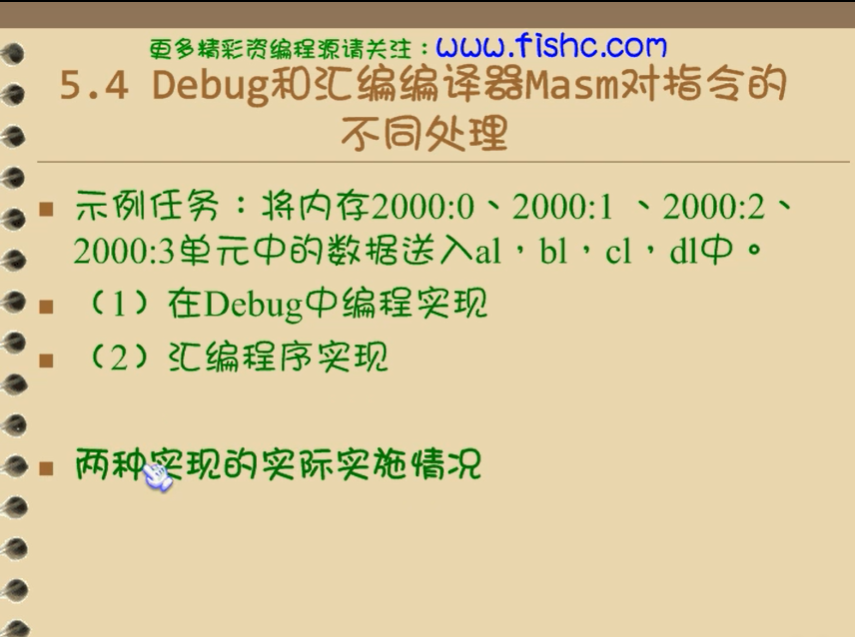 更多精彩资编程源请关注：www.fishc.com
5.4 Debug和汇编编译器Masm对指令的
不同处理
示例任务：将内存2000:0、2000:1 、2000:2、
2000:3单元中的数据送入al，bl，cl，dl中。
（1）在Debug中编程实现
（2）汇编程序实现
两种实现的实际实施情况